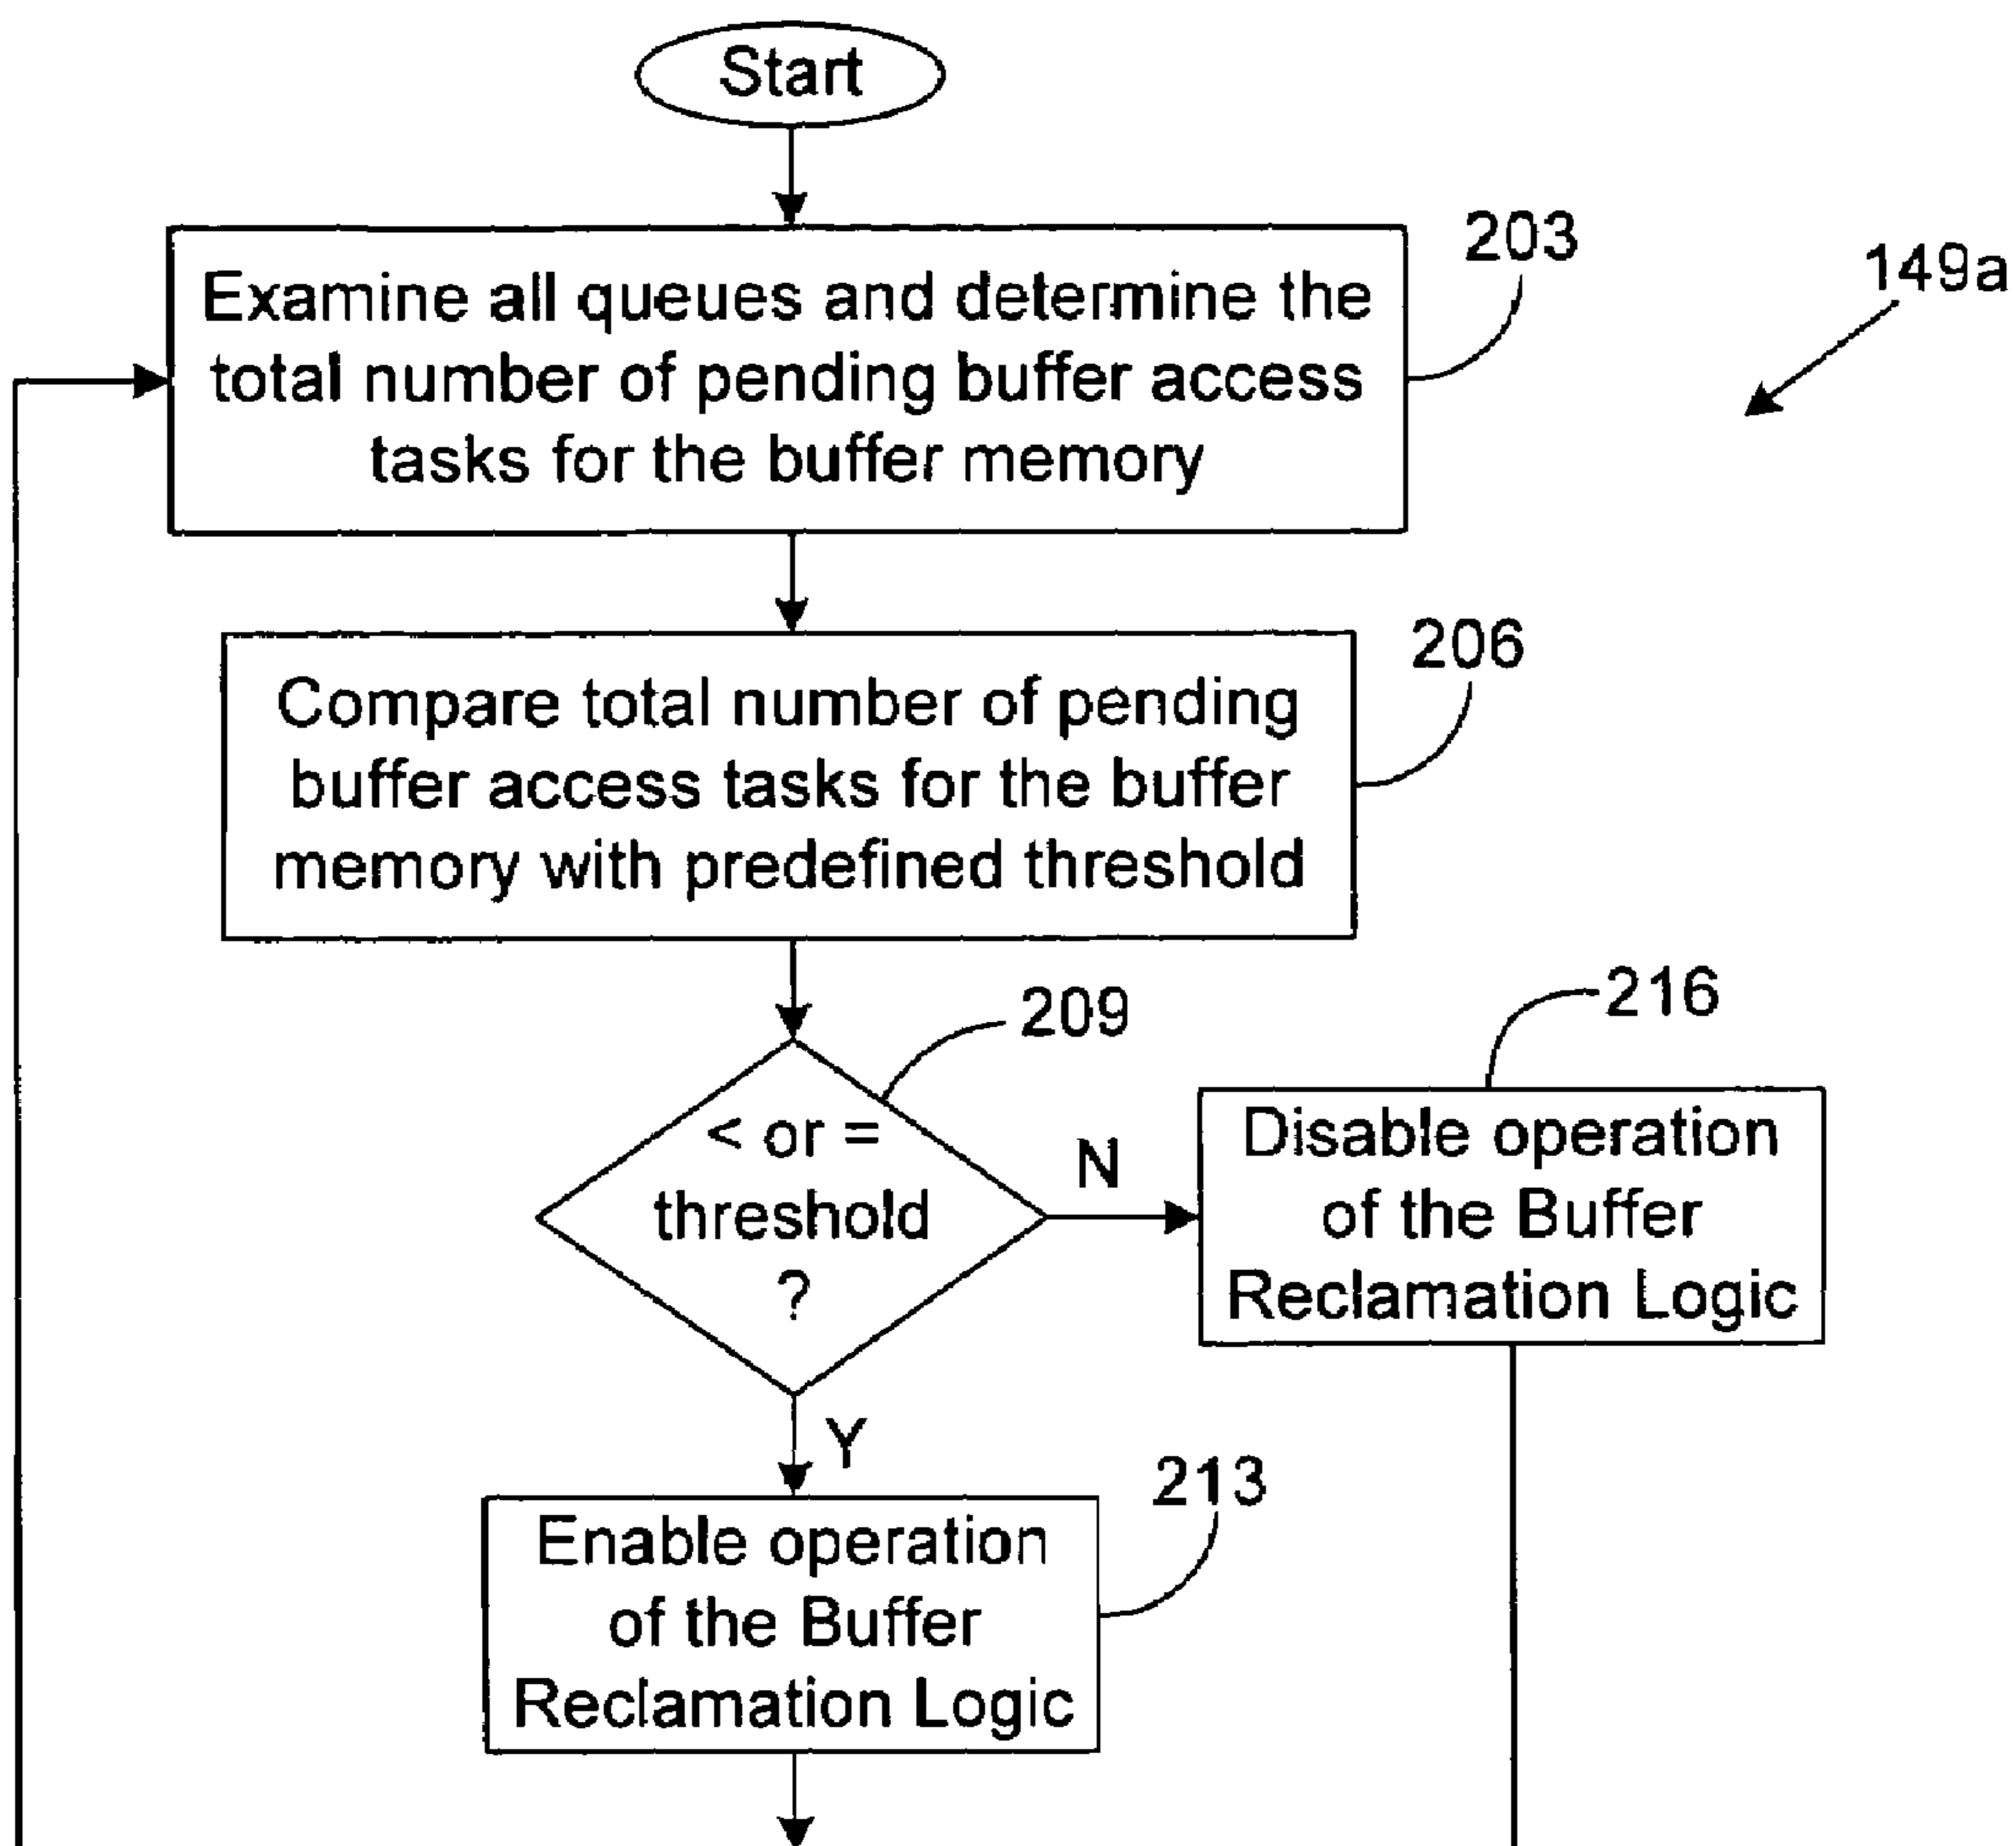 Start
203
149a
Examine all queues and determine the
total number of pending buffer access
tasks for the buffer memory
206
Compare total number of pending
buffer access tasks for the buffer
memory with predefined threshold
209
216
< or =
threshold
?
N
Disable operation
of the Buffer
Reclamation Logic
Y
213
Enable operation
of the Buffer
Reclamation Logic